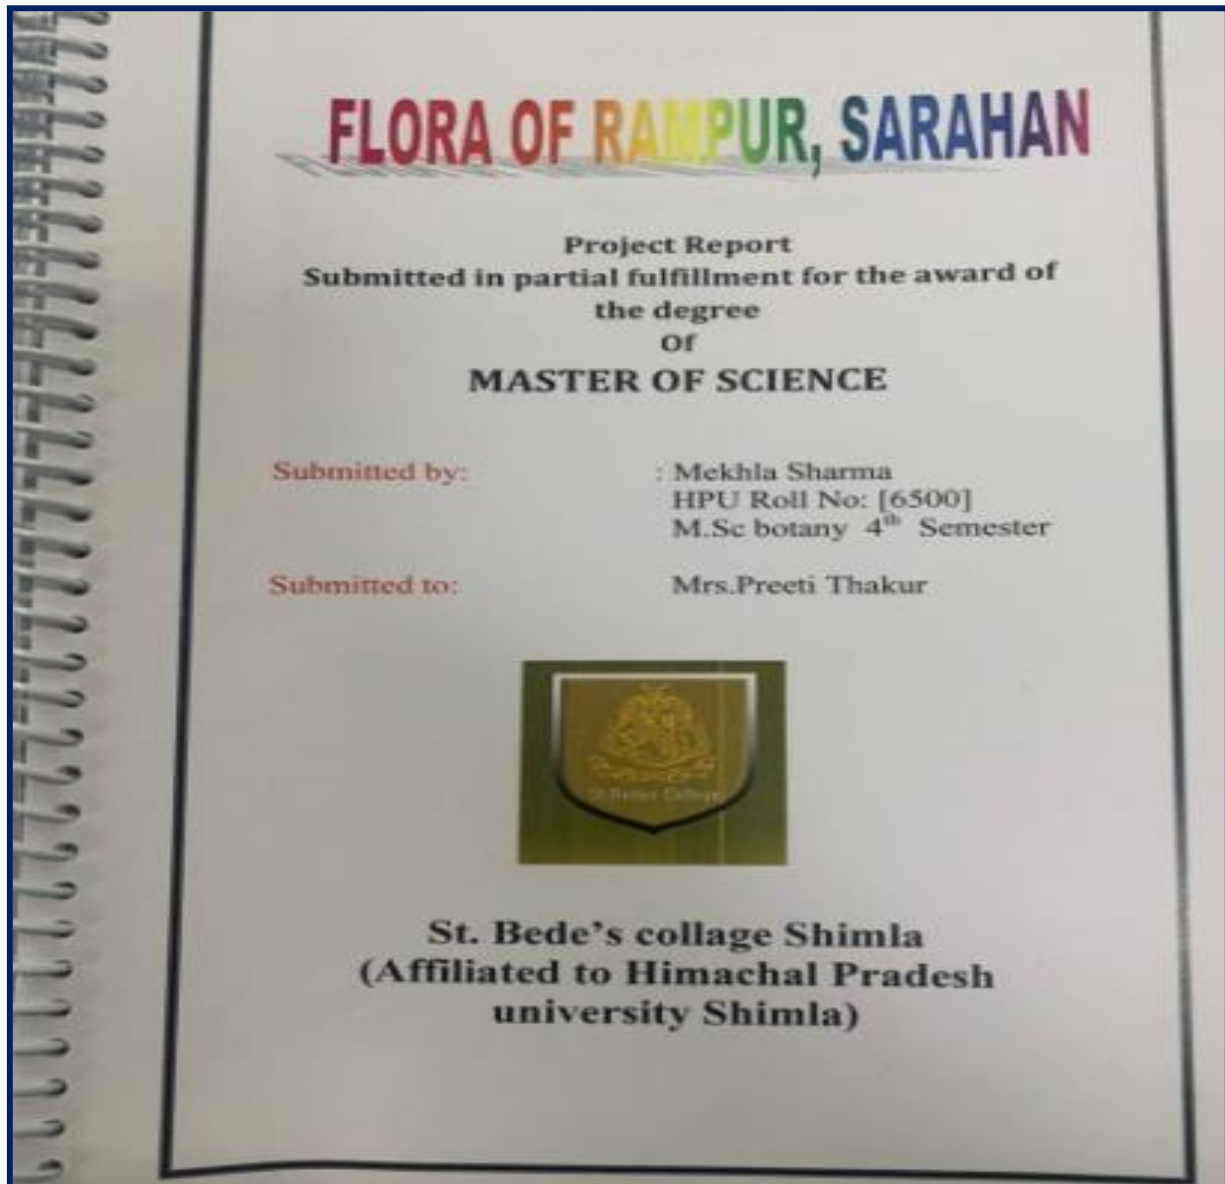 FLORA OF RAMPUR, SARAHAN
Project Report
Submitted in partial fulfillment for the award of
the degree
Of
MASTER OF SCIENCE
Submitted by: : Mekhla Sharma
HPU Roll No: [6500]
M.Sc botany 4th Semester
Submitted to: Mrs.Preeti Thakur
St. Bede's collage Shimla
(Affiliated to Himachal Pradesh
university Shimla)